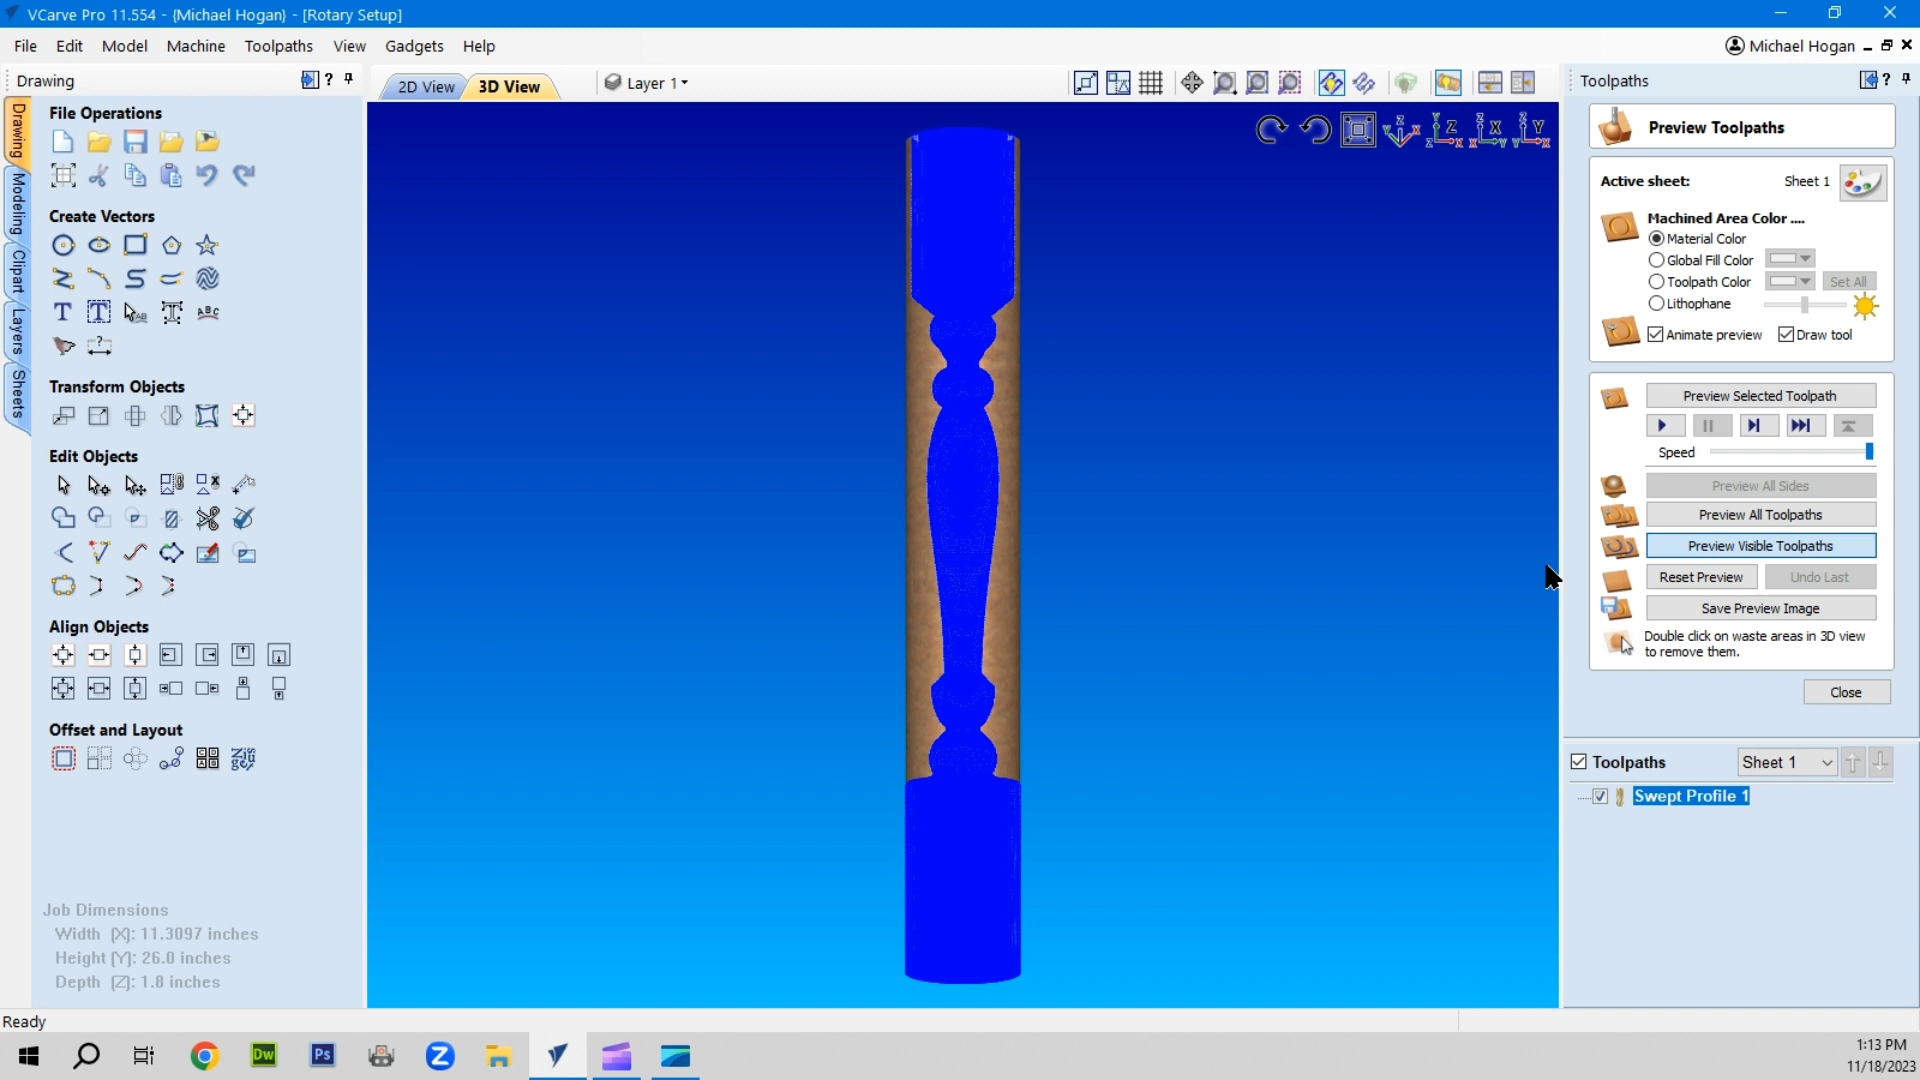 VCarve Pro 11.554 - {Michael Hogan} - [Rotary Setup]
File Edit Model Machine Toolpaths View Gadgets Help
Michael Hogan
Drawing
2D View
3D View
Layer 1
Toolpaths
Drawing
Modeling
Clipart
Layers
Sheets
File Operations
Create Vectors
Transform Objects
Edit Objects
Align Objects
Offset and Layout
Job Dimensions
Width (X): 11.3097 inches
Height (Y): 26.0 inches
Depth (Z): 1.8 inches
Preview Toolpaths
Active sheet: Sheet 1
Machined Area Color ....
Material Color
Global Fill Color
Toolpath Color Set All
Lithophane
Animate preview Draw tool
Preview Selected Toolpath
Speed
Preview All Sides
Preview All Toolpaths
Preview Visible Toolpaths
Reset Preview Undo Last
Save Preview Image
Double click on waste areas in 3D view
to remove them.
Close
Toolpaths Sheet 1
Swept Profile 1
Ready
Dw
Ps
Z
1:13 PM
11/18/2023